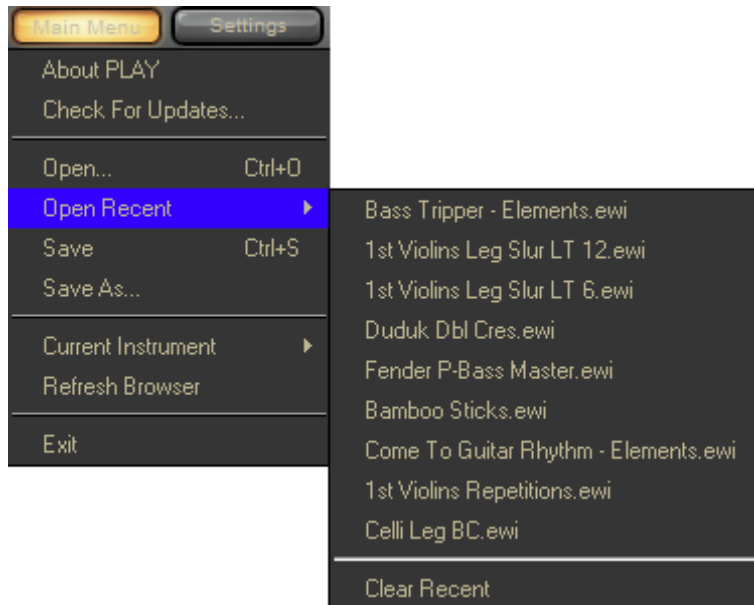 Main Menu Settings
About PLAY
Check For Updates...
Open... Ctrl+O
Open Recent
Save Ctrl+S
Save As...
Current Instrument
Refresh Browser
Exit
Bass Tripper - Elements.ewi
1st Violins Leg Slur LT 12.ewi
1st Violins Leg Slur LT 6.ewi
Duduk Dbl Cres.ewi
Fender P-Bass Master.ewi
Bamboo Sticks.ewi
Come To Guitar Rhythm - Elements.ewi
1st Violins Repetitions.ewi
Celli Leg BC.ewi
Clear Recent